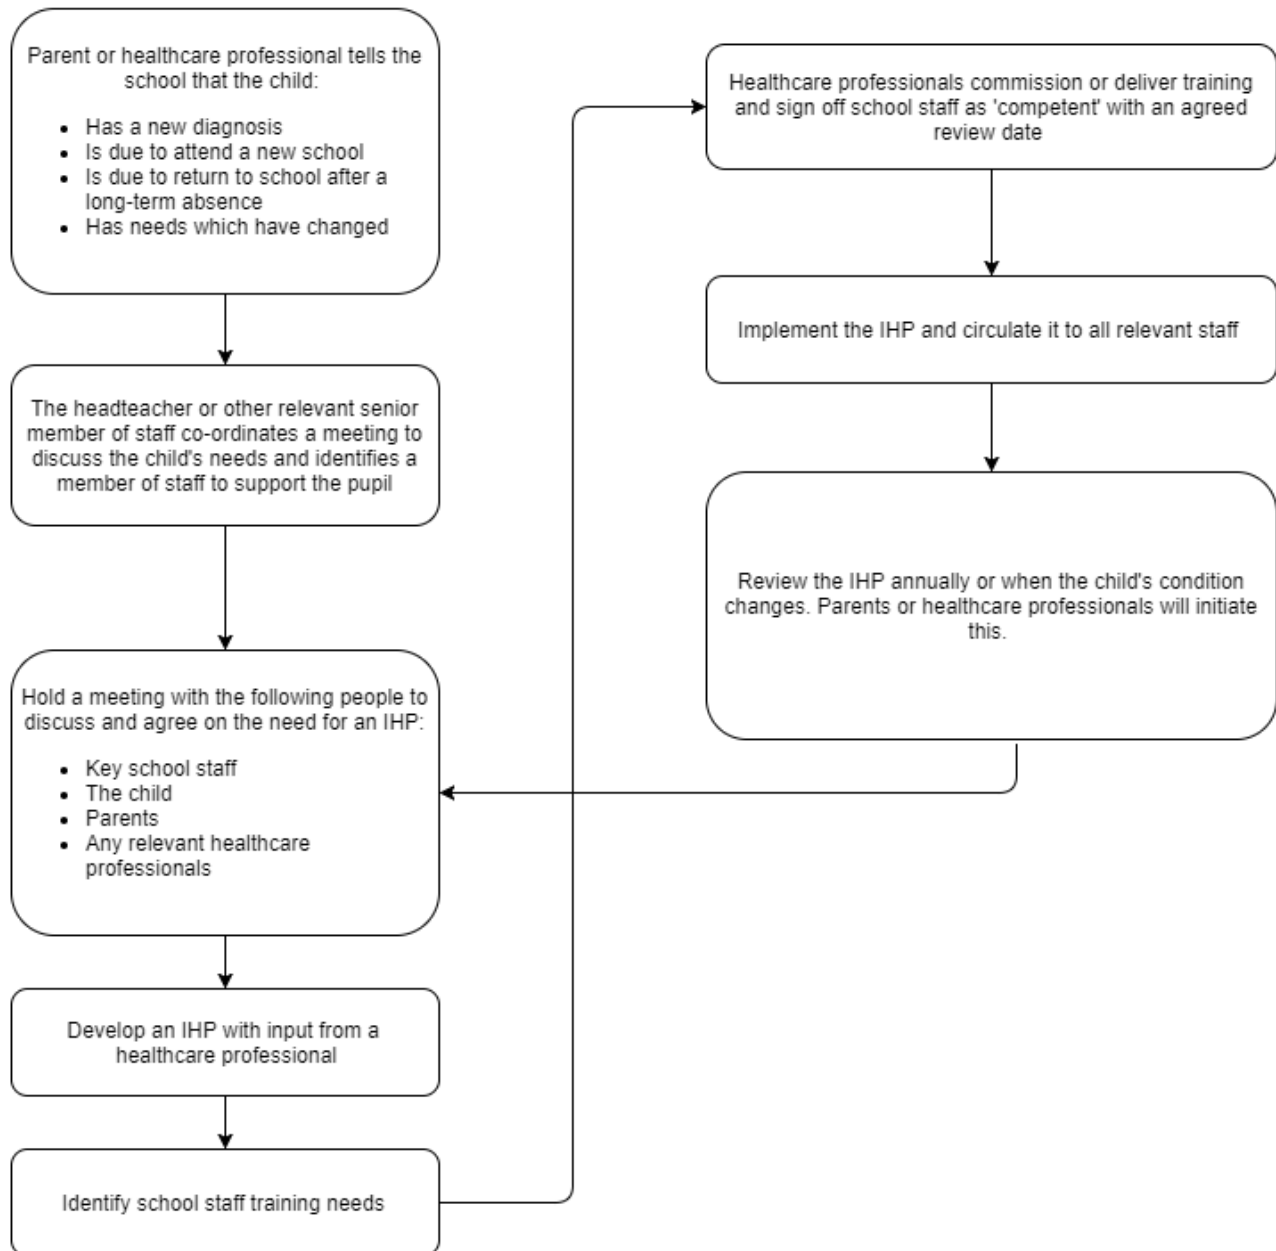 Parent or healthcare professional tells the
school that the child:
• Has a new diagnosis
• Is due to attend a new school
• Is due to return to school after a
long-term absence
• Has needs which have changed
The headteacher or other relevant senior
member of staff co-ordinates a meeting to
discuss the child's needs and identifies a
member of staff to support the pupil
Hold a meeting with the following people to
discuss and agree on the need for an IHP:
• Key school staff
• The child
• Parents
• Any relevant healthcare
professionals
Develop an IHP with input from a
healthcare professional
Identify school staff training needs
Healthcare professionals commission or deliver training
and sign off school staff as 'competent' with an agreed
review date
Implement the IHP and circulate it to all relevant staff
Review the IHP annually or when the child's condition
changes. Parents or healthcare professionals will initiate
this.